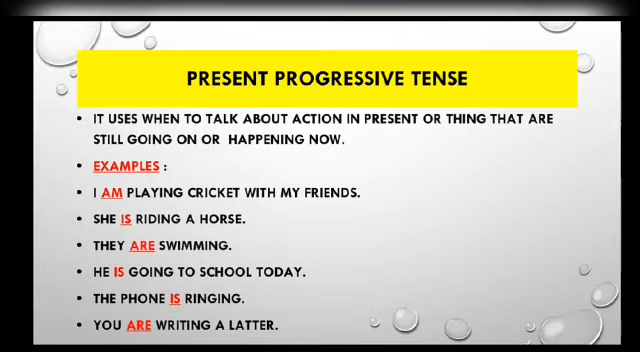 PRESENT PROGRESSIVE TENSE
• IT USES WHEN TO TALK ABOUT ACTION IN PRESENT OR THING THAT ARE
STILL GOING ON OR HAPPENING NOW.
• EXAMPLES :
• I AM PLAYING CRICKET WITH MY FRIENDS.
• SHE IS RIDING A HORSE.
• THEY ARE SWIMMING.
• HE IS GOING TO SCHOOL TODAY.
• THE PHONE IS RINGING.
• YOU ARE WRITING A LATTER.